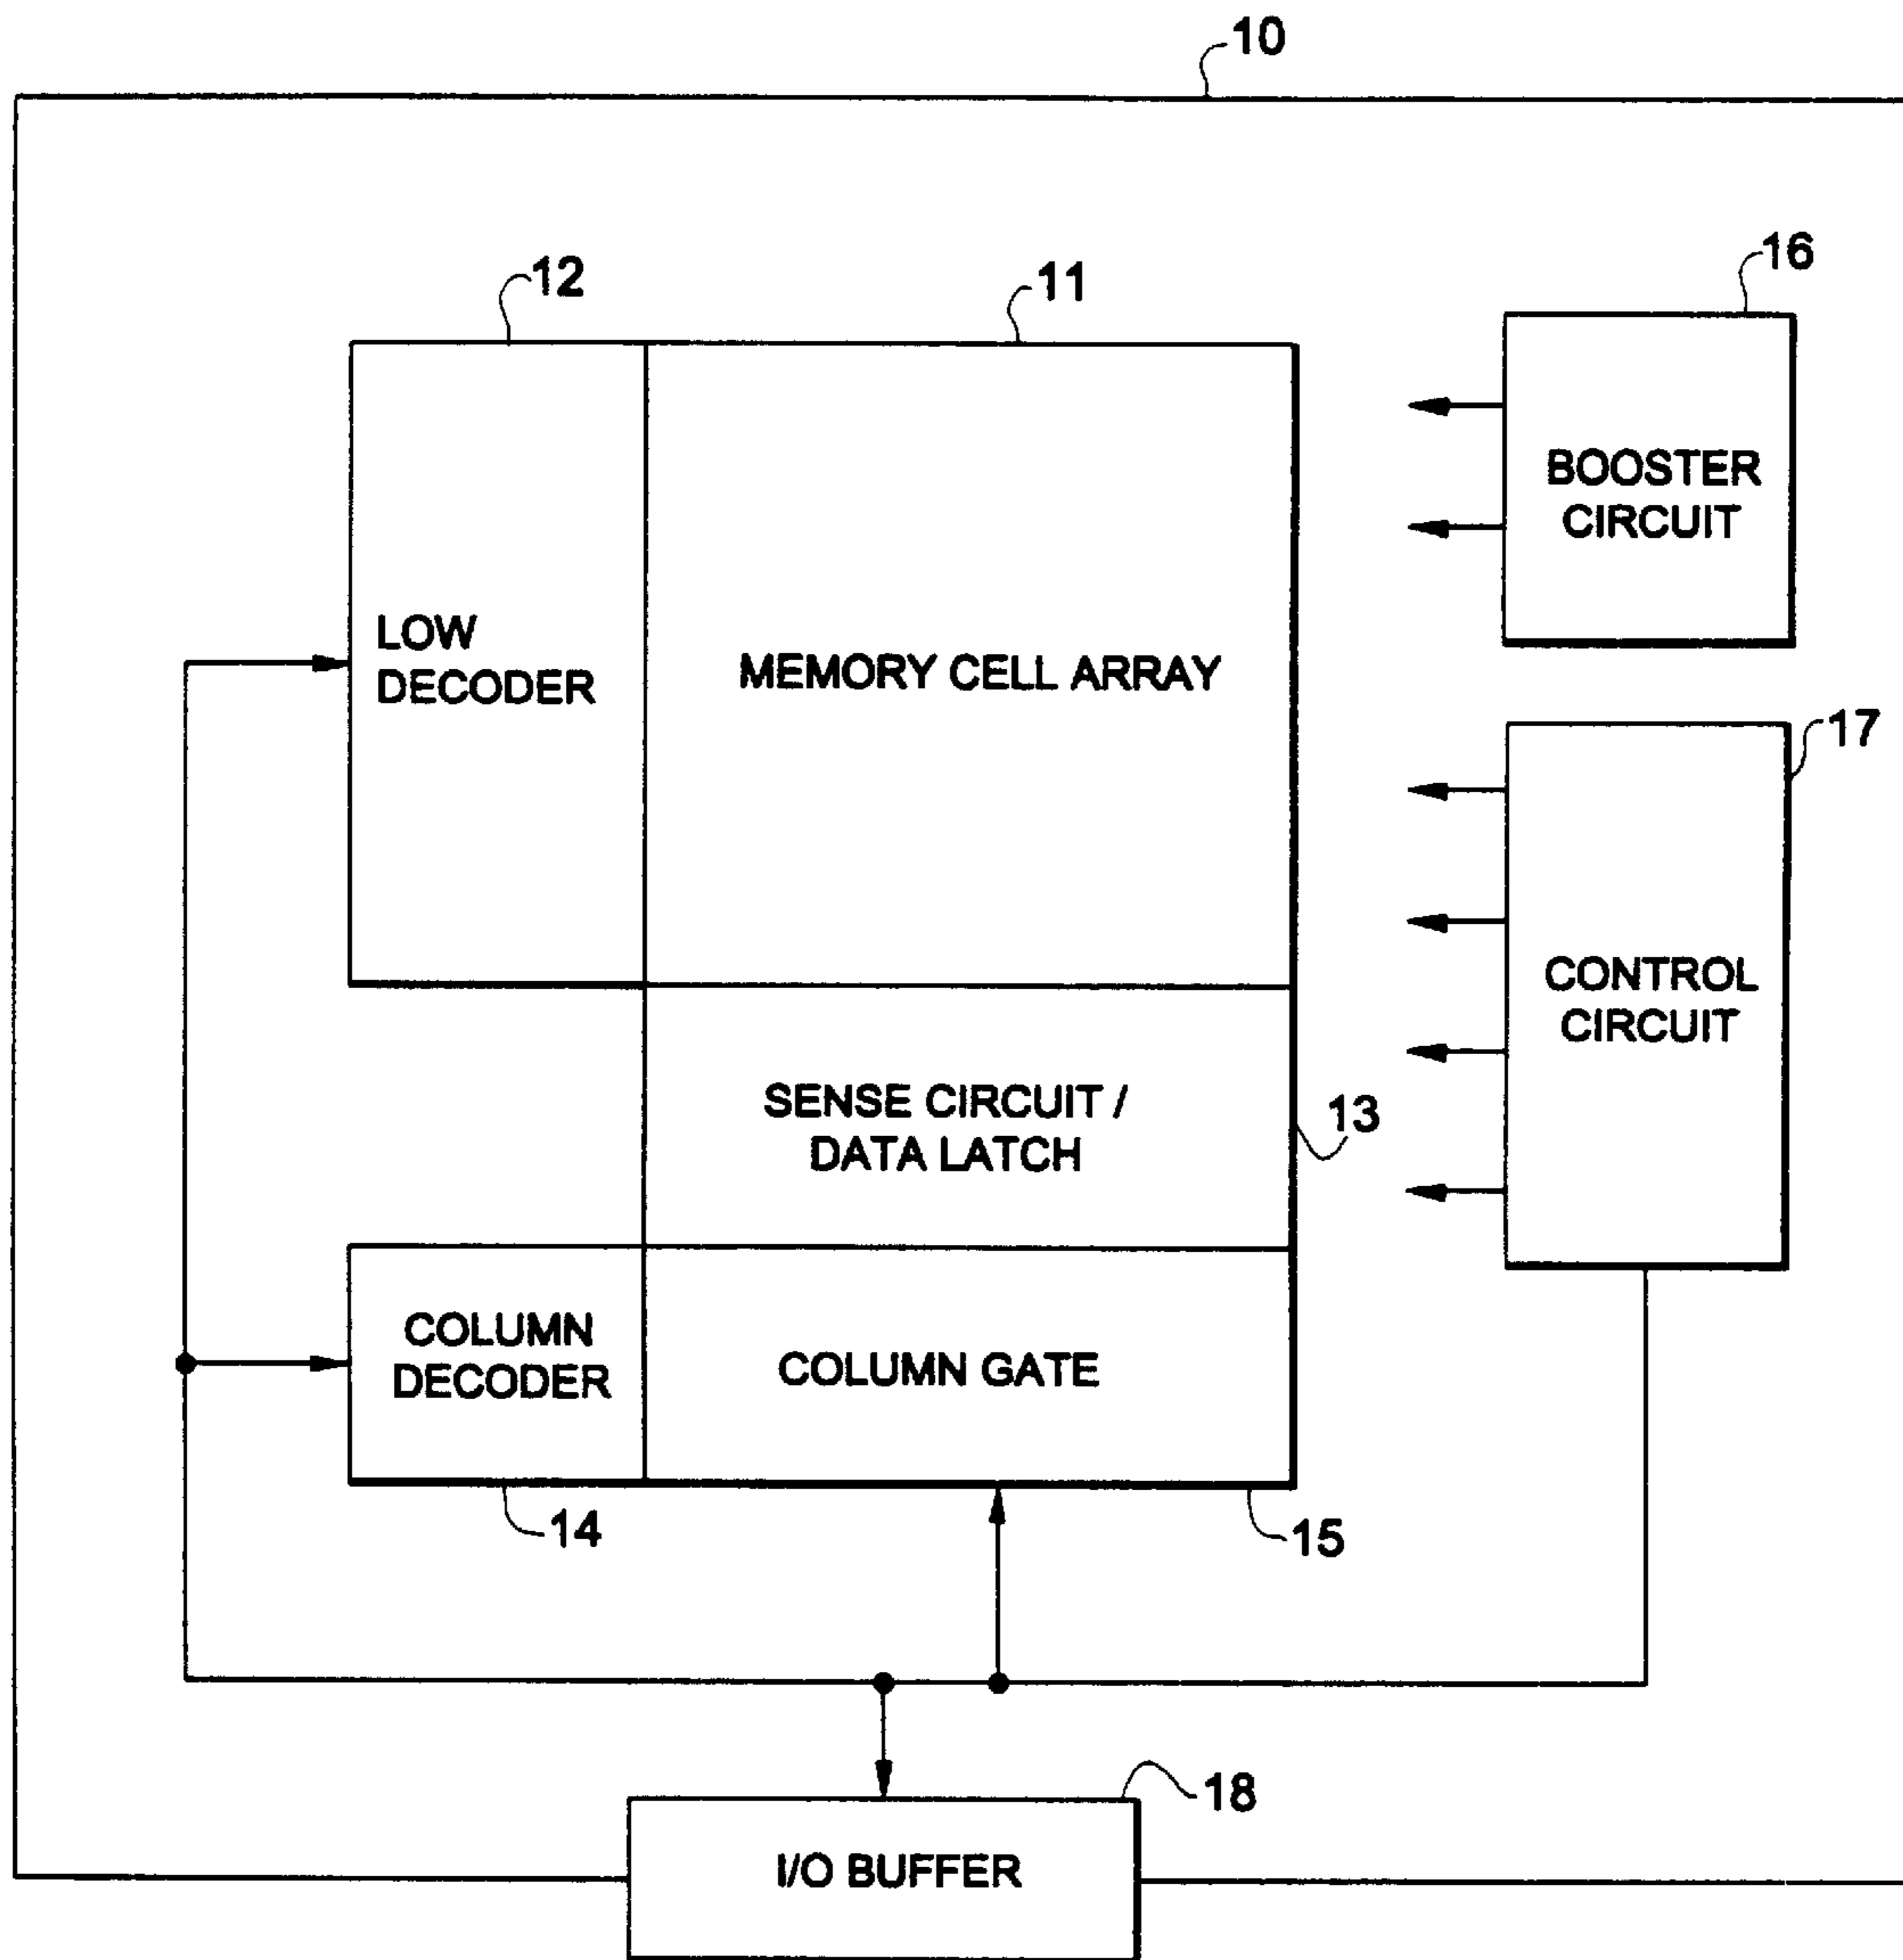 10
12
11
16
BOOSTER
CIRCUIT
LOW
DECODER
MEMORY CELL ARRAY
17
CONTROL
CIRCUIT
SENSE CIRCUIT /
DATA LATCH
13
COLUMN
DECODER
COLUMN GATE
14
15
18
I/O BUFFER